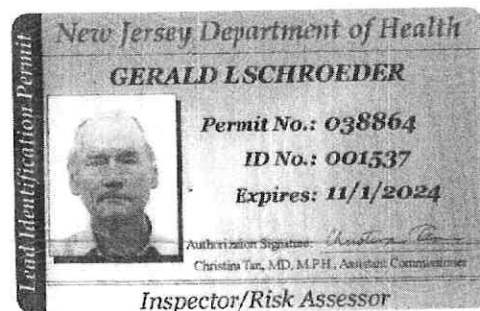 New Jersey Department of Health
GERALD L SCHROEDER
Lead Identification Permit
Permit No.: 038864
ID No.: 001537
Expires: 11/1/2024
Authorization Signature:
Christina Tan, MD, M.P.H., Assistant Commissioner
Inspector/Risk Assessor